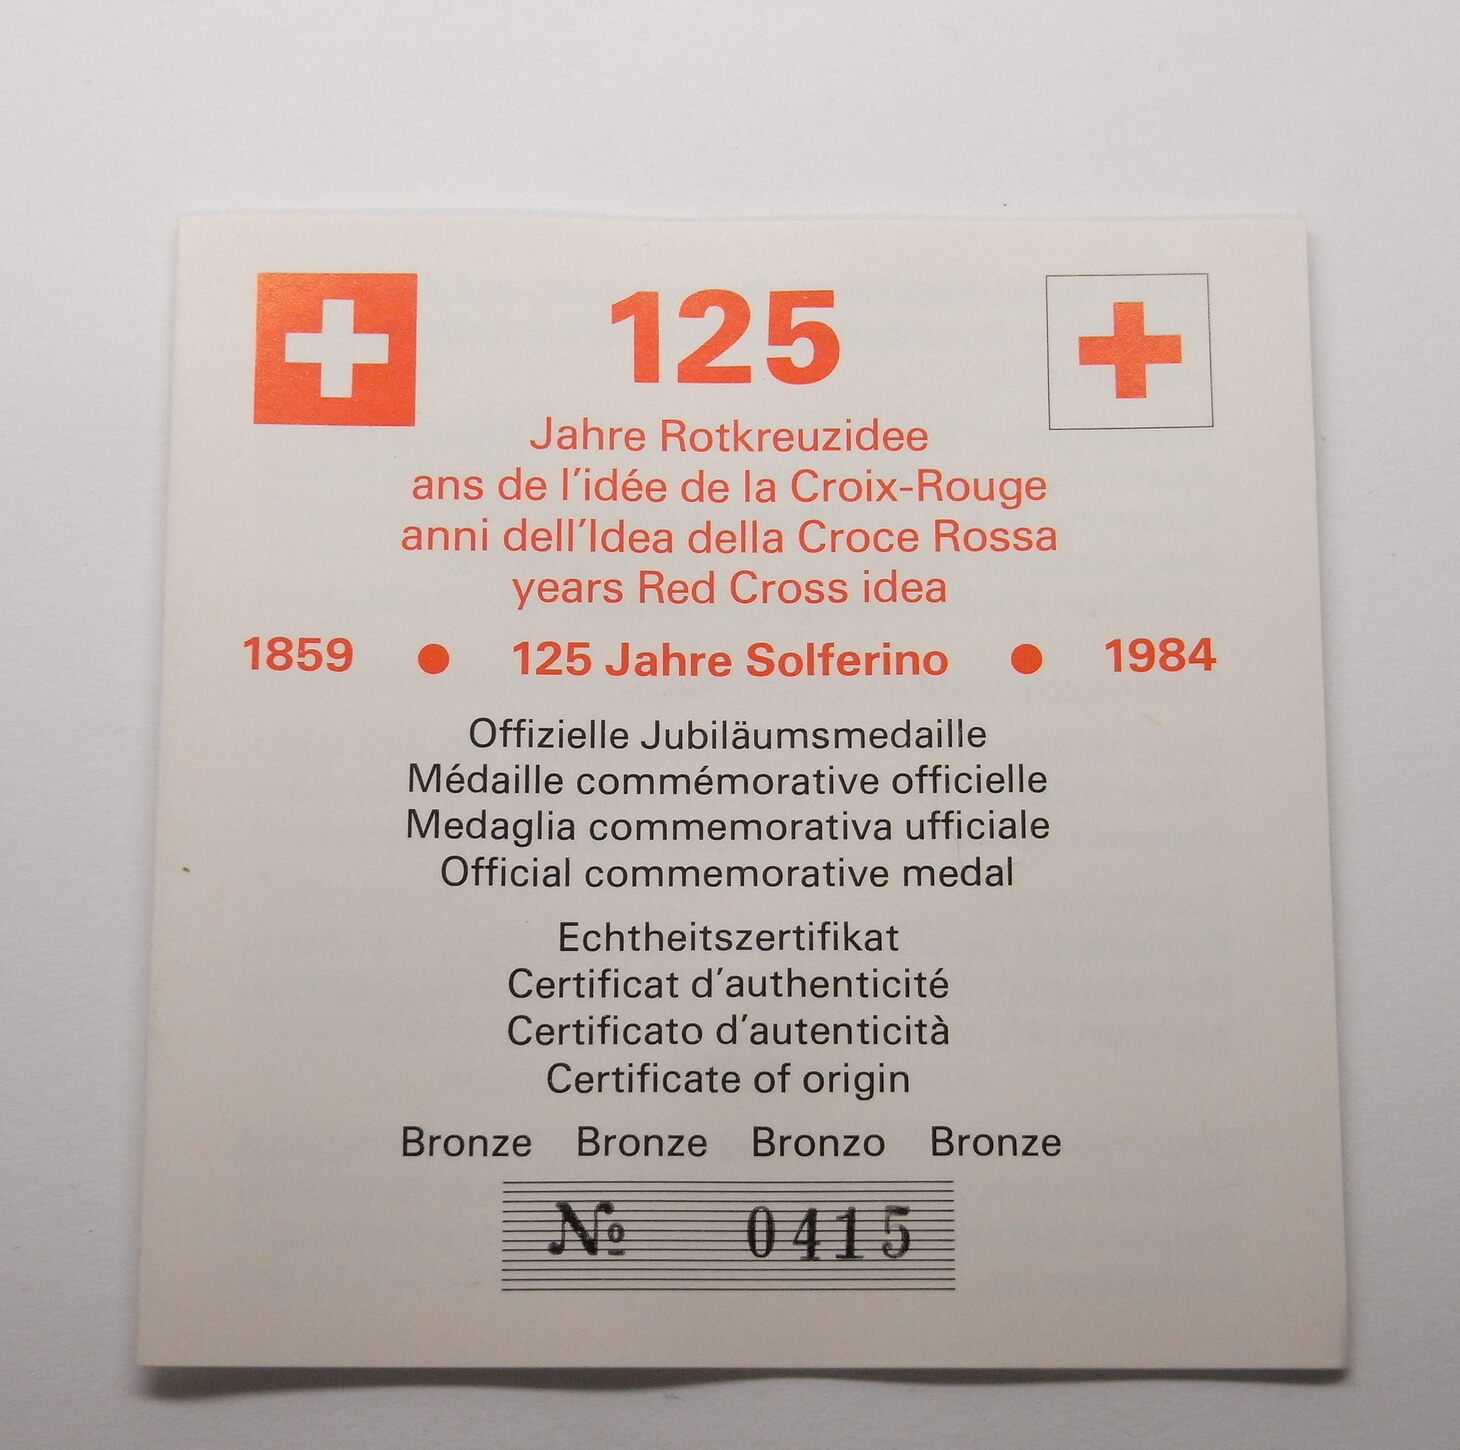 125
Jahre Rotkreuzidee
ans de l'idée de la Croix-Rouge
anni dell'Idea della Croce Rossa
years Red Cross idea
1859 ● 125 Jahre Solferino ● 1984
Offizielle Jubiläumsmedaille
Médaille commémorative officielle
Medaglia commemorativa ufficiale
Official commemorative medal
Echtheitszertifikat
Certificat d'authenticité
Certificato d'autenticità
Certificate of origin
Bronze Bronze Bronzo Bronze
№ 0415